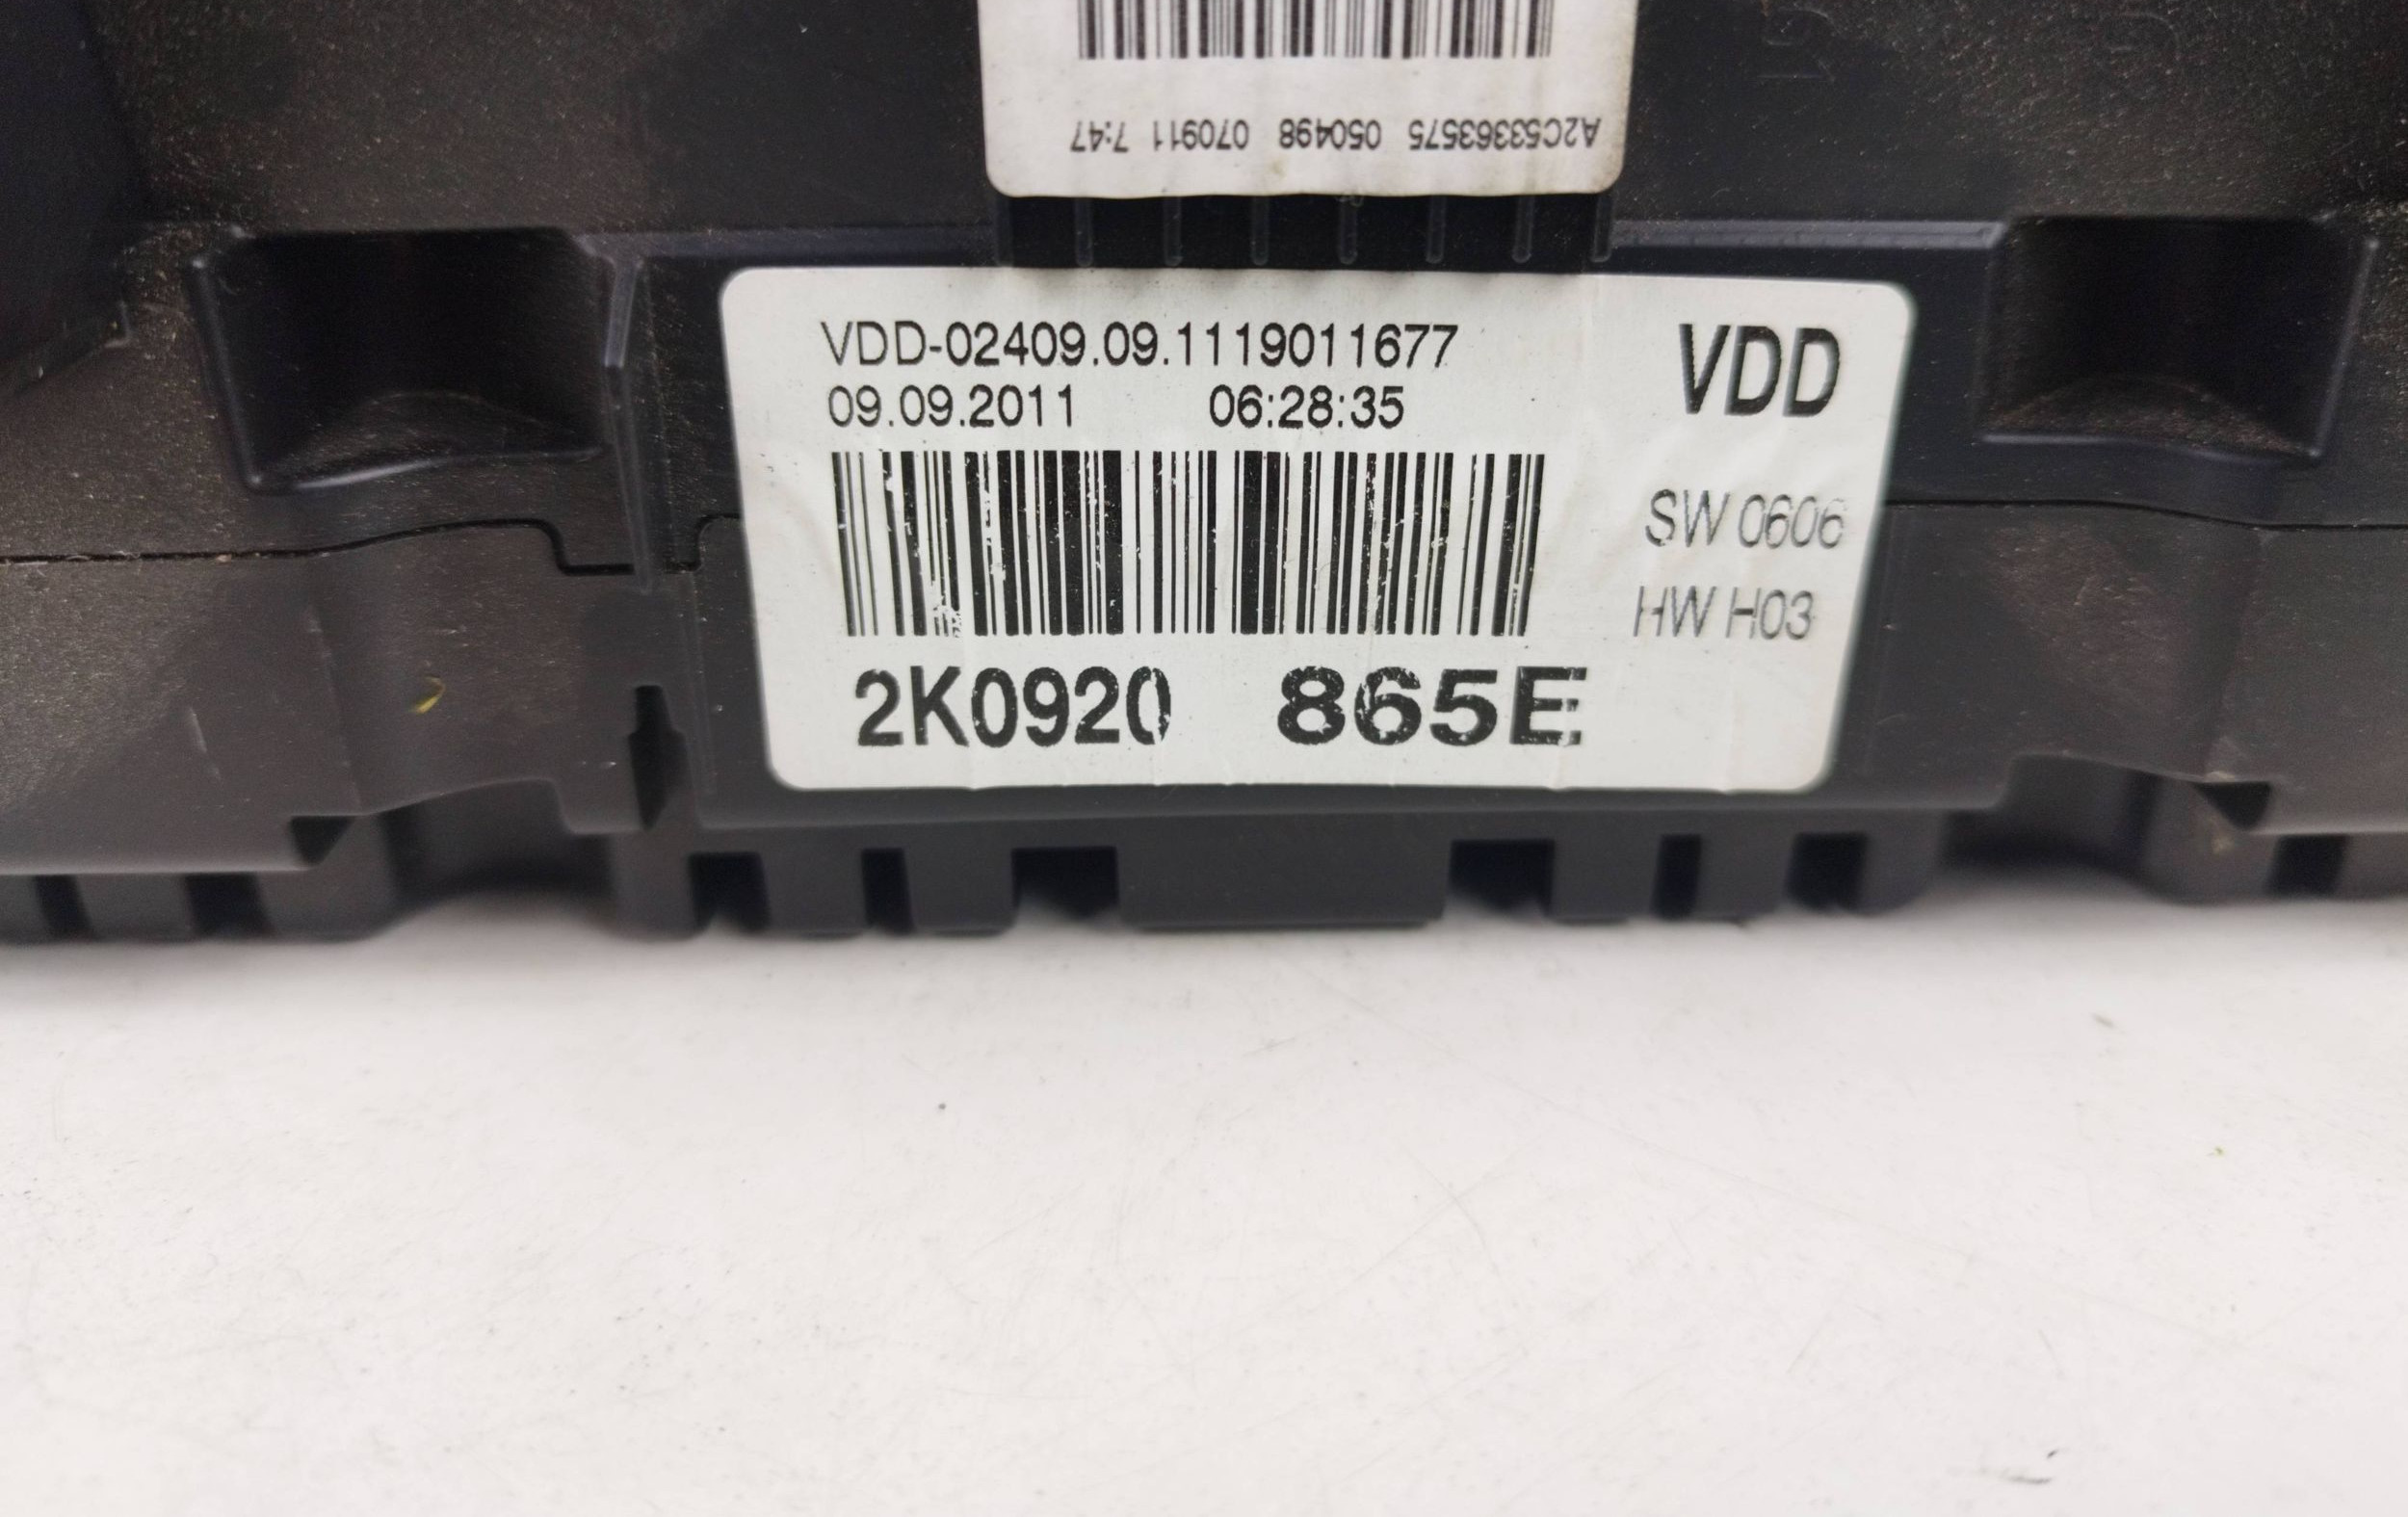 A2C53363575 050498 070911 7:47
VDD-02409.09.1119011677
09.09.2011 06:28:35
VDD
SW 0606
HW H03
2K0920 865E